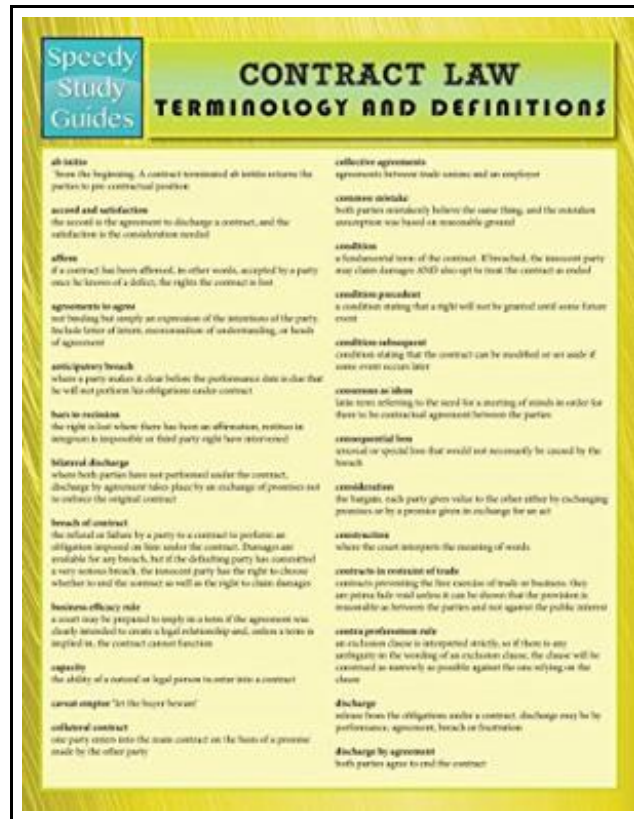 Speedy
Study
Guides
CONTRACT LAW
TERMINOLOGY AND DEFINITIONS
ab initio
'from the beginning. A contract terminated ab initio returns the
parties to pre-contractual position
accord and satisfaction
the accord is the agreement to discharge a contract, and the
satisfaction is the consideration needed
affirm
if a contract has been affirmed, in other words, accepted by a party
once he knows of a defect, the rights the contract is lost
agreements to agree
not binding but simply an expression of the intentions of the party.
Include letter of intent, memorandum of understanding, or heads
of agreement
anticipatory breach
where a party makes it clear before the performance date is due that
he will not perform his obligations under contract
bars to rescission
the right is lost where there has been an affirmation, restitutio in
integrum is impossible or third party right have intervened
bilateral discharge
where both parties have not performed under the contract,
discharge by agreement takes place by an exchange of promises not
to enforce the original contract
breach of contract
the refusal or failure by a party to a contract to perform an
obligation imposed on him under the contract. Damages are
available for any breach, but if the defaulting party has committed
a very serious breach, the innocent party has the right to choose
whether to end the contract as well as the right to claim damages
business efficacy rule
a court may be prepared to imply in a term if the agreement was
clearly intended to create a legal relationship and, unless a term is
implied in, the contract cannot function
capacity
the ability of a natural or legal person to enter into a contract
caveat emptor 'let the buyer beware'
collateral contract
one party enters into the main contract on the basis of a promise
made by the other party
collective agreements
agreements between trade unions and an employer
common mistake
both parties mistakenly believe the same thing, and the mistaken
assumption was based on reasonable ground
condition
a fundamental term of the contract. If breached, the innocent party
may claim damages AND also opt to treat the contract as ended
condition precedent
a condition stating that a right will not be granted until some future
event
condition subsequent
condition stating that the contract can be modified or set aside if
some event occurs later
consensus ad idem
latin term referring to the need for a meeting of minds in order for
there to be contractual agreement between the parties
consequential loss
unusual or special loss that would not necessarily be caused by the
breach
consideration
the bargain, each party gives value to the other either by exchanging
promises or by a promise given in exchange for an act
construction
where the court interprets the meaning of words
contracts in restraint of trade
contracts preventing the free exercise of trade or business. they
are prima facie void unless it can be shown that the provision is
reasonable as between the parties and not against the public interest
contra proferentem rule
an exclusion clause is interpreted strictly, so if there is any
ambiguity in the wording of an exclusion clause, the clause will be
construed as narrowly as possible against the one relying on the
clause
discharge
release from the obligations under a contract, discharge may be by
performance, agreement, breach or frustration
discharge by agreement
both parties agree to end the contract